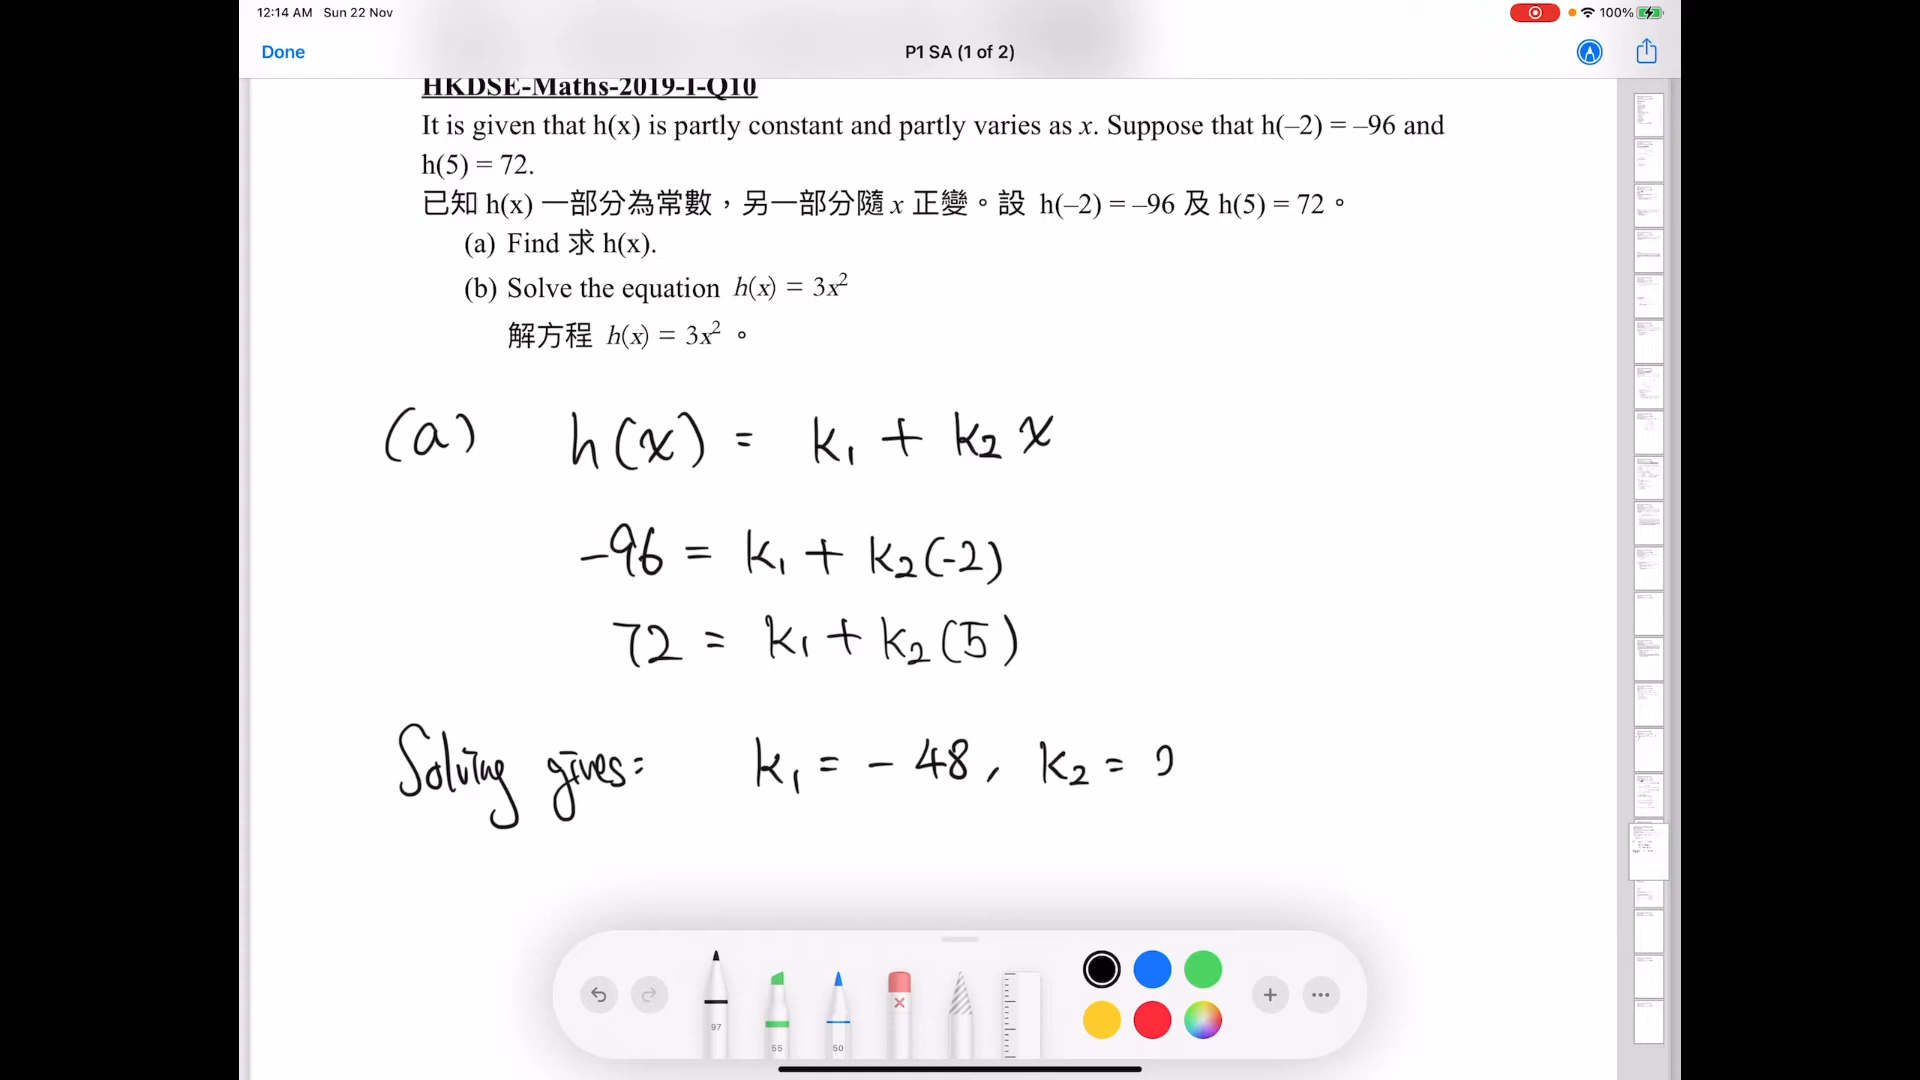 12:14 AM Sun 22 Nov
100%
Done
P1 SA (1 of 2)
HKDSE-Maths-2019-I-Q10
It is given that h(x) is partly constant and partly varies as x. Suppose that h(–2) = –96 and
h(5) = 72.
已知 h(x) 一部分為常數，另一部分隨 x 正變。設 h(–2) = –96 及 h(5) = 72。
(a) Find 求 h(x).
(b) Solve the equation h(x) = 3x²
解方程 h(x) = 3x² 。
(a) h(x) = k₁ + k₂ x
-96 = k₁ + k₂(-2)
72 = k₁ + k₂(5)
Solving gives: k₁ = - 48, k₂ =
97
55
50